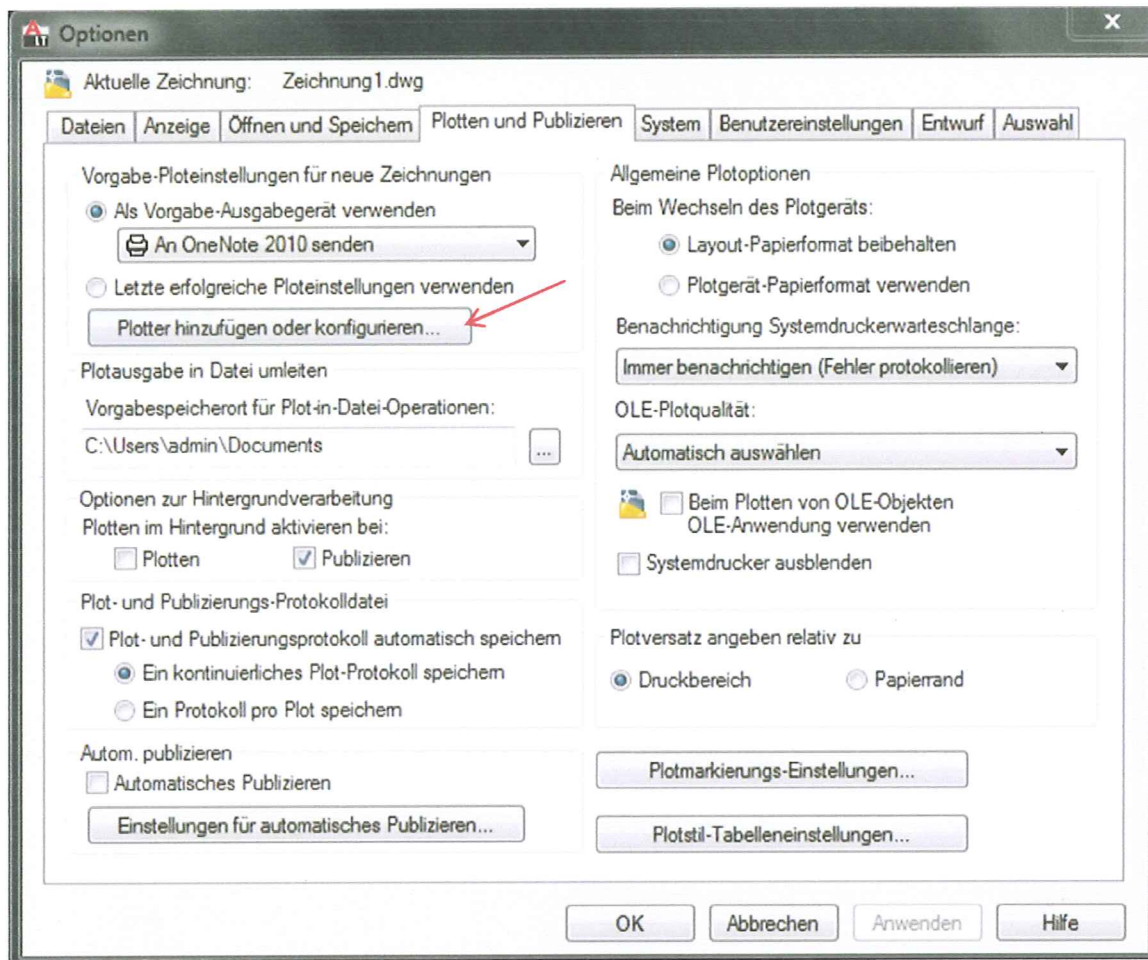 A LT Optionen
Aktuelle Zeichnung: Zeichnung1.dwg
Dateien Anzeige Öffnen und Speichern Plotten und Publizieren System Benutzereinstellungen Entwurf Auswahl
Vorgabe-Ploteinstellungen für neue Zeichnungen
Als Vorgabe-Ausgabegerät verwenden
An OneNote 2010 senden
Letzte erfolgreiche Ploteinstellungen verwenden
Plotter hinzufügen oder konfigurieren...
Plotausgabe in Datei umleiten
Vorgabespeicherort für Plot-in-Datei-Operationen:
C:\Users\admin\Documents
...
Optionen zur Hintergrundverarbeitung
Plotten im Hintergrund aktivieren bei:
Plotten Publizieren
Plot- und Publizierungs-Protokolldatei
Plot- und Publizierungsprotokoll automatisch speichern
Ein kontinuierliches Plot-Protokoll speichern
Ein Protokoll pro Plot speichern
Autom. publizieren
Automatisches Publizieren
Einstellungen für automatisches Publizieren...
Allgemeine Plotoptionen
Beim Wechseln des Plotgeräts:
Layout-Papierformat beibehalten
Plotgerät-Papierformat verwenden
Benachrichtigung Systemdruckerwarteschlange:
Immer benachrichtigen (Fehler protokollieren)
OLE-Plotqualität:
Automatisch auswählen
Beim Plotten von OLE-Objekten
OLE-Anwendung verwenden
Systemdrucker ausblenden
Plotversatz angeben relativ zu
Druckbereich Papierrand
Plotmarkierungs-Einstellungen...
Plotstil-Tabelleneinstellungen...
OK Abbrechen Anwenden Hilfe